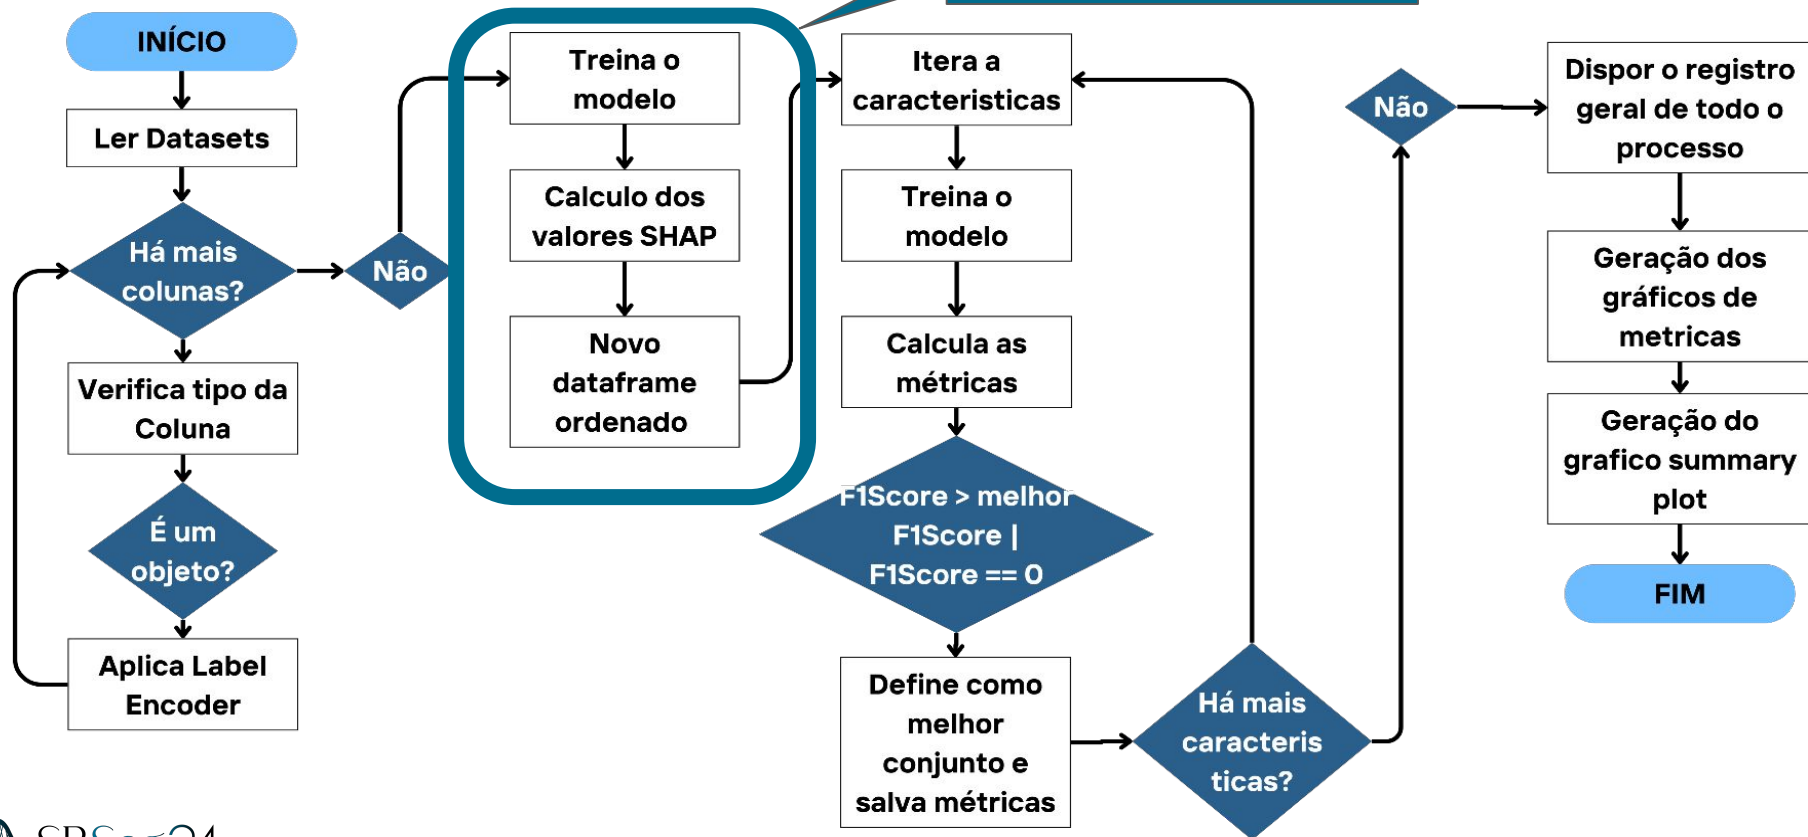 INÍCIO
Ler Datasets
Há mais
colunas?
Verifica tipo da
Coluna
É um
objeto?
Aplica Label
Encoder
Não
Treina o
modelo
Calculo dos
valores SHAP
Novo
dataframe
ordenado
Itera a
caracteristicas
Treina o
modelo
Calcula as
métricas
F1Score > melhor
F1Score |
F1Score == 0
Define como
melhor
conjunto e
salva métricas
Há mais
caracteris
ticas?
Não
Dispor o registro
geral de todo o
processo
Geração dos
gráficos de
metricas
Geração do
grafico summary
plot
FIM